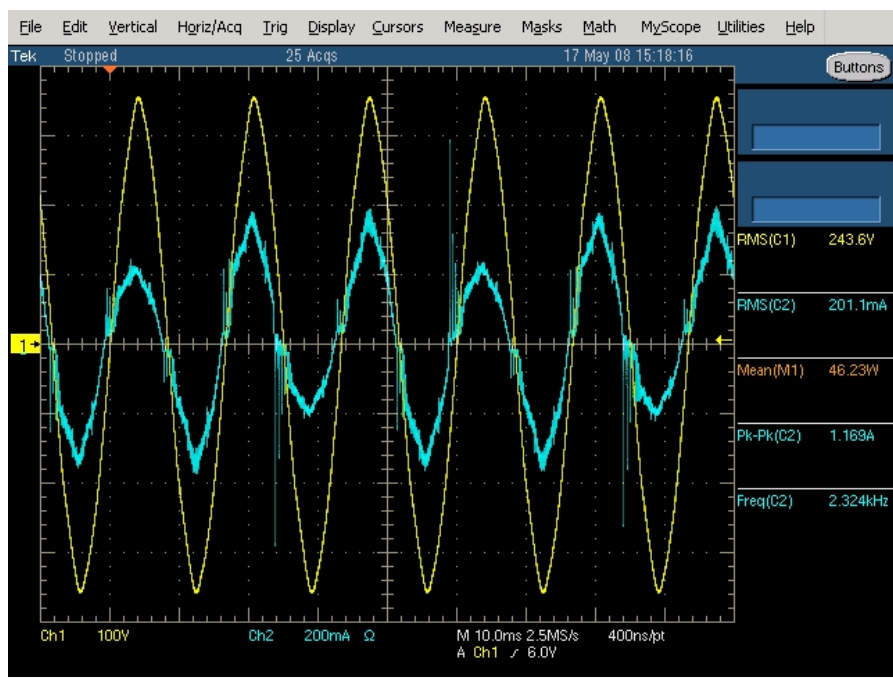 File Edit Vertical Horiz/Acq Trig Display Cursors Measure Masks Math MyScope Utilities Help
Tek Stopped 25 Acqs 17 May 08 15:18:16
Buttons
RMS(C1) 243.6V
RMS(C2) 201.1mA
1
Mean(M1) 46.23W
Pk-Pk(C2) 1.169A
Freq(C2) 2.324kHz
Ch1 100V Ch2 200mA Ω M 10.0ms 2.5MS/s 400ns/pt
A Ch1 ⁄ 6.0V